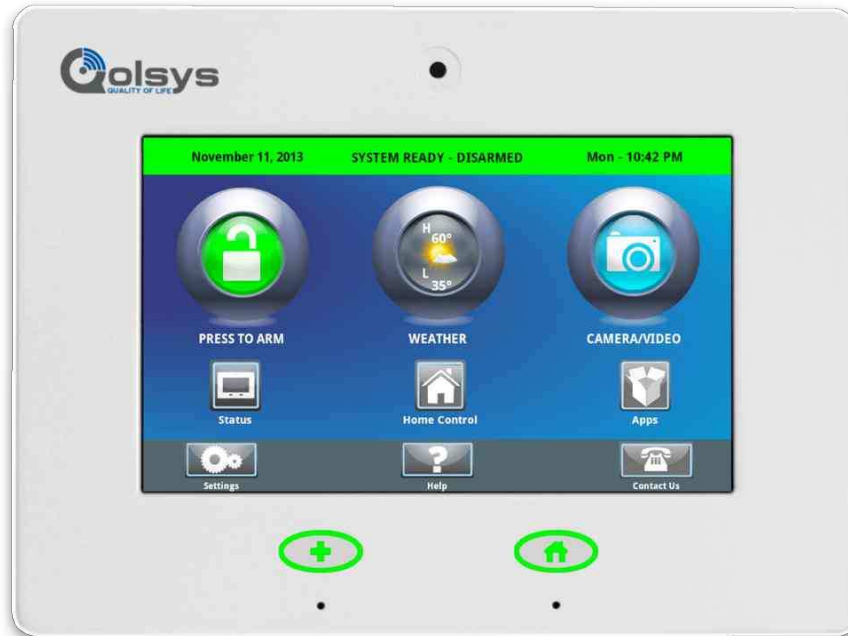 Qolsys
QUALITY OF LIFE
November 11, 2013 SYSTEM READY - DISARMED Mon - 10:42 PM
H
60°
L
35°
PRESS TO ARM WEATHER CAMERA/VIDEO
Status Home Control Apps
?
Settings Help Contact Us